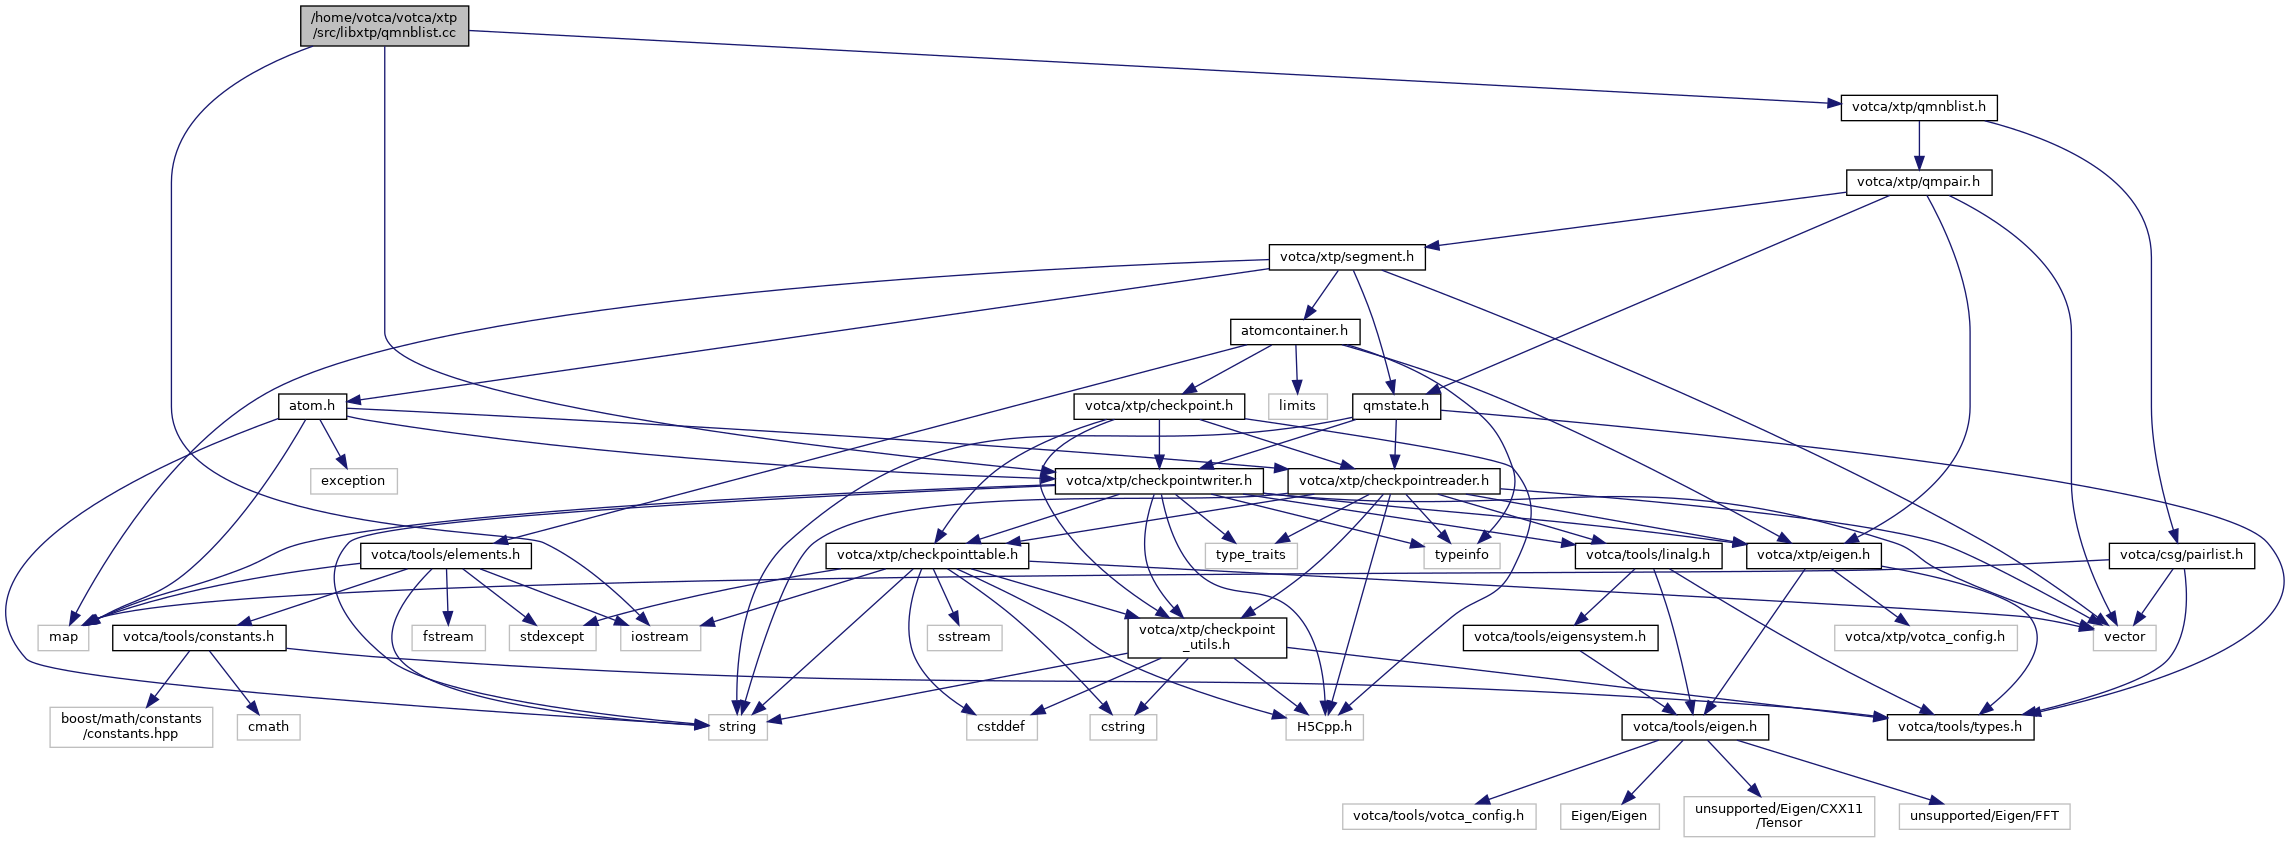 /home/votca/votca/xtp
/src/libxtp/qmnblist.cc
votca/xtp/qmnblist.h
votca/xtp/qmpair.h
votca/xtp/segment.h
atomcontainer.h
atom.h
votca/xtp/checkpoint.h
limits
qmstate.h
exception
votca/xtp/checkpointwriter.h
votca/xtp/checkpointreader.h
votca/tools/elements.h
votca/xtp/checkpointtable.h
type_traits
typeinfo
votca/tools/linalg.h
votca/xtp/eigen.h
votca/csg/pairlist.h
map
votca/tools/constants.h
fstream
stdexcept
iostream
sstream
votca/xtp/checkpoint
_utils.h
votca/tools/eigensystem.h
votca/xtp/votca_config.h
vector
boost/math/constants
/constants.hpp
cmath
string
cstddef
cstring
H5Cpp.h
votca/tools/eigen.h
votca/tools/types.h
votca/tools/votca_config.h
Eigen/Eigen
unsupported/Eigen/CXX11
/Tensor
unsupported/Eigen/FFT